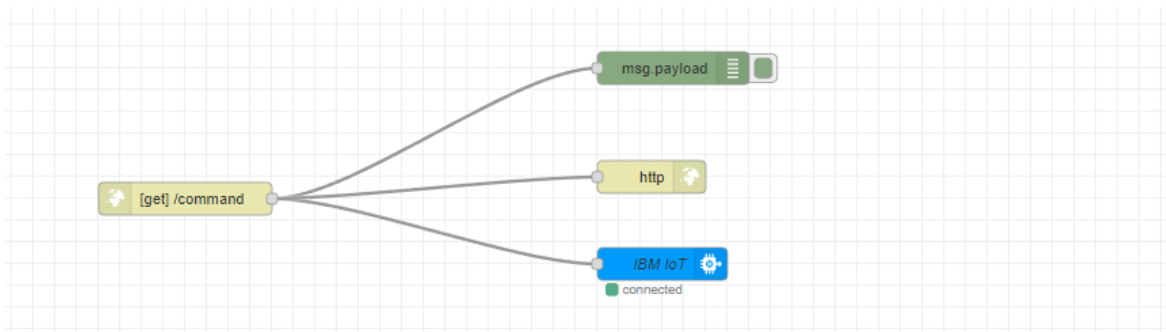 msg.payload
http
[get] /command
IBM IoT
connected